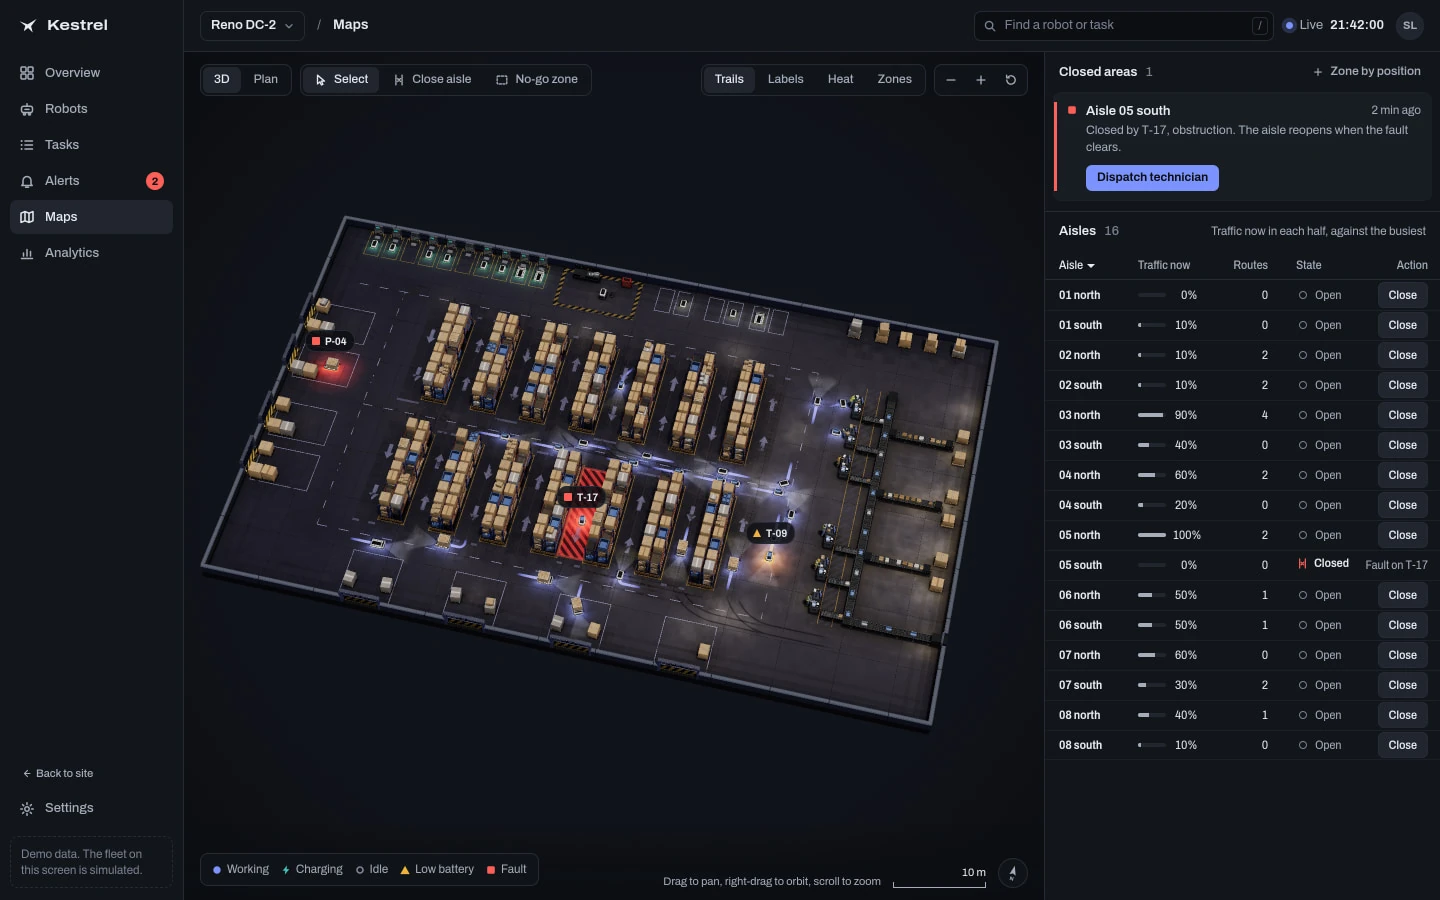 Kestrel
Reno DC-2 / Maps
Find a robot or task /
Live 21:42:00 SL
Overview
Robots
Tasks
Alerts 2
Maps
Analytics
Back to site
Settings
Demo data. The fleet on
this screen is simulated.
3D Plan
Select Close aisle No-go zone
Trails Labels Heat Zones
P-04
T-17
T-09
Working Charging Idle Low battery Fault
Drag to pan, right-drag to orbit, scroll to zoom
10 m
Closed areas 1
Zone by position
Aisle 05 south 2 min ago
Closed by T-17, obstruction. The aisle reopens when the fault
clears.
Dispatch technician
Aisles 16 Traffic now in each half, against the busiest
Aisle Traffic now Routes State Action
01 north 0% 0 Open Close
01 south 10% 0 Open Close
02 north 10% 2 Open Close
02 south 10% 2 Open Close
03 north 90% 4 Open Close
03 south 40% 0 Open Close
04 north 60% 2 Open Close
04 south 20% 0 Open Close
05 north 100% 2 Open Close
05 south 0% 0 Closed Fault on T-17
06 north 50% 1 Open Close
06 south 50% 1 Open Close
07 north 60% 0 Open Close
07 south 30% 2 Open Close
08 north 40% 1 Open Close
08 south 10% 0 Open Close